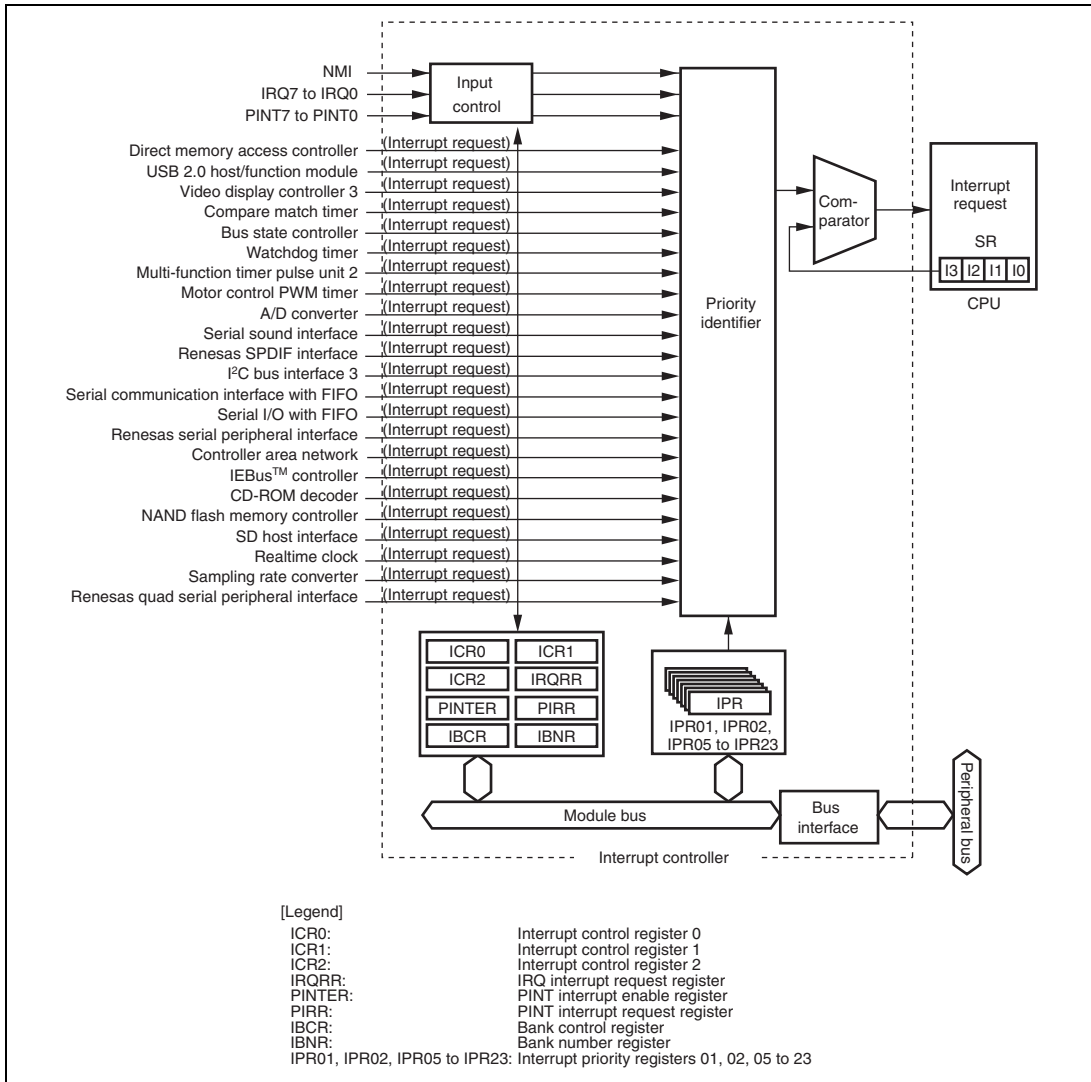 NMI
IRQ7 to IRQ0
PINT7 to PINT0
Input
control
Direct memory access controller (Interrupt request)
USB 2.0 host/function module (Interrupt request)
Video display controller 3 (Interrupt request)
Compare match timer (Interrupt request)
Bus state controller (Interrupt request)
Watchdog timer (Interrupt request)
Multi-function timer pulse unit 2 (Interrupt request)
Motor control PWM timer (Interrupt request)
A/D converter (Interrupt request)
Serial sound interface (Interrupt request)
Renesas SPDIF interface (Interrupt request)
I²C bus interface 3 (Interrupt request)
Serial communication interface with FIFO (Interrupt request)
Serial I/O with FIFO (Interrupt request)
Renesas serial peripheral interface (Interrupt request)
Controller area network (Interrupt request)
IEBus™ controller (Interrupt request)
CD-ROM decoder (Interrupt request)
NAND flash memory controller (Interrupt request)
SD host interface (Interrupt request)
Realtime clock (Interrupt request)
Sampling rate converter (Interrupt request)
Renesas quad serial peripheral interface (Interrupt request)
Priority
identifier
Com-
parator
Interrupt
request
SR
I3 I2 I1 I0
CPU
ICR0 ICR1
ICR2 IRQRR
PINTER PIRR
IBCR IBNR
IPR
IPR01, IPR02,
IPR05 to IPR23
Module bus
Bus
interface
Peripheral bus
Interrupt controller
[Legend]
ICR0: Interrupt control register 0
ICR1: Interrupt control register 1
ICR2: Interrupt control register 2
IRQRR: IRQ interrupt request register
PINTER: PINT interrupt enable register
PIRR: PINT interrupt request register
IBCR: Bank control register
IBNR: Bank number register
IPR01, IPR02, IPR05 to IPR23: Interrupt priority registers 01, 02, 05 to 23